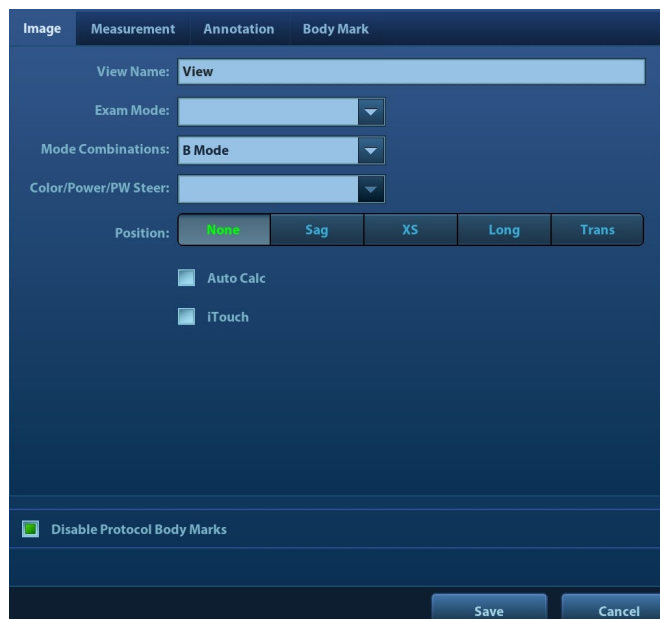 Image Measurement Annotation Body Mark
View Name: View
Exam Mode:
Mode Combinations: B Mode
Color/Power/PW Steer:
Position: None Sag XS Long Trans
Auto Calc
iTouch
Disable Protocol Body Marks
Save Cancel